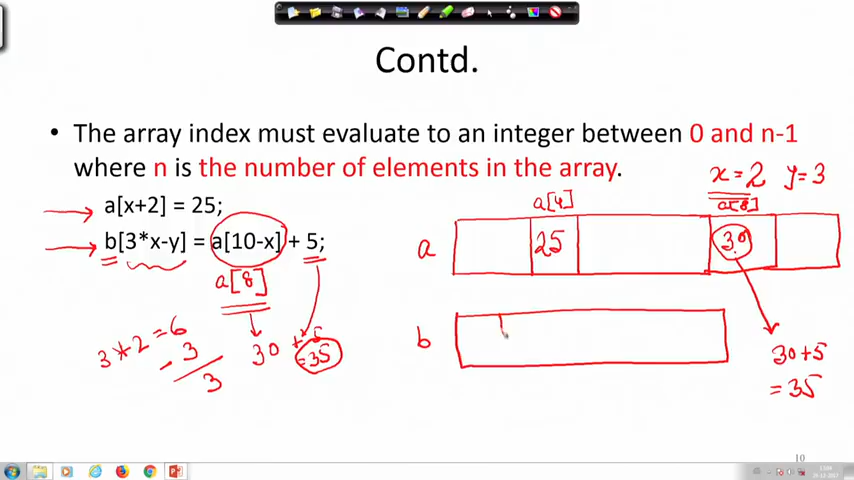 Contd.
• The array index must evaluate to an integer between 0 and n-1
where n is the number of elements in the array.
x=2 y=3
a[x+2] = 25;
a[4]
a[8]
b[3*x-y] = a[10-x] + 5;
a
25
30
a[8]
3*2=6
-3
3
30 +5
=35
b
30+5
=35
10